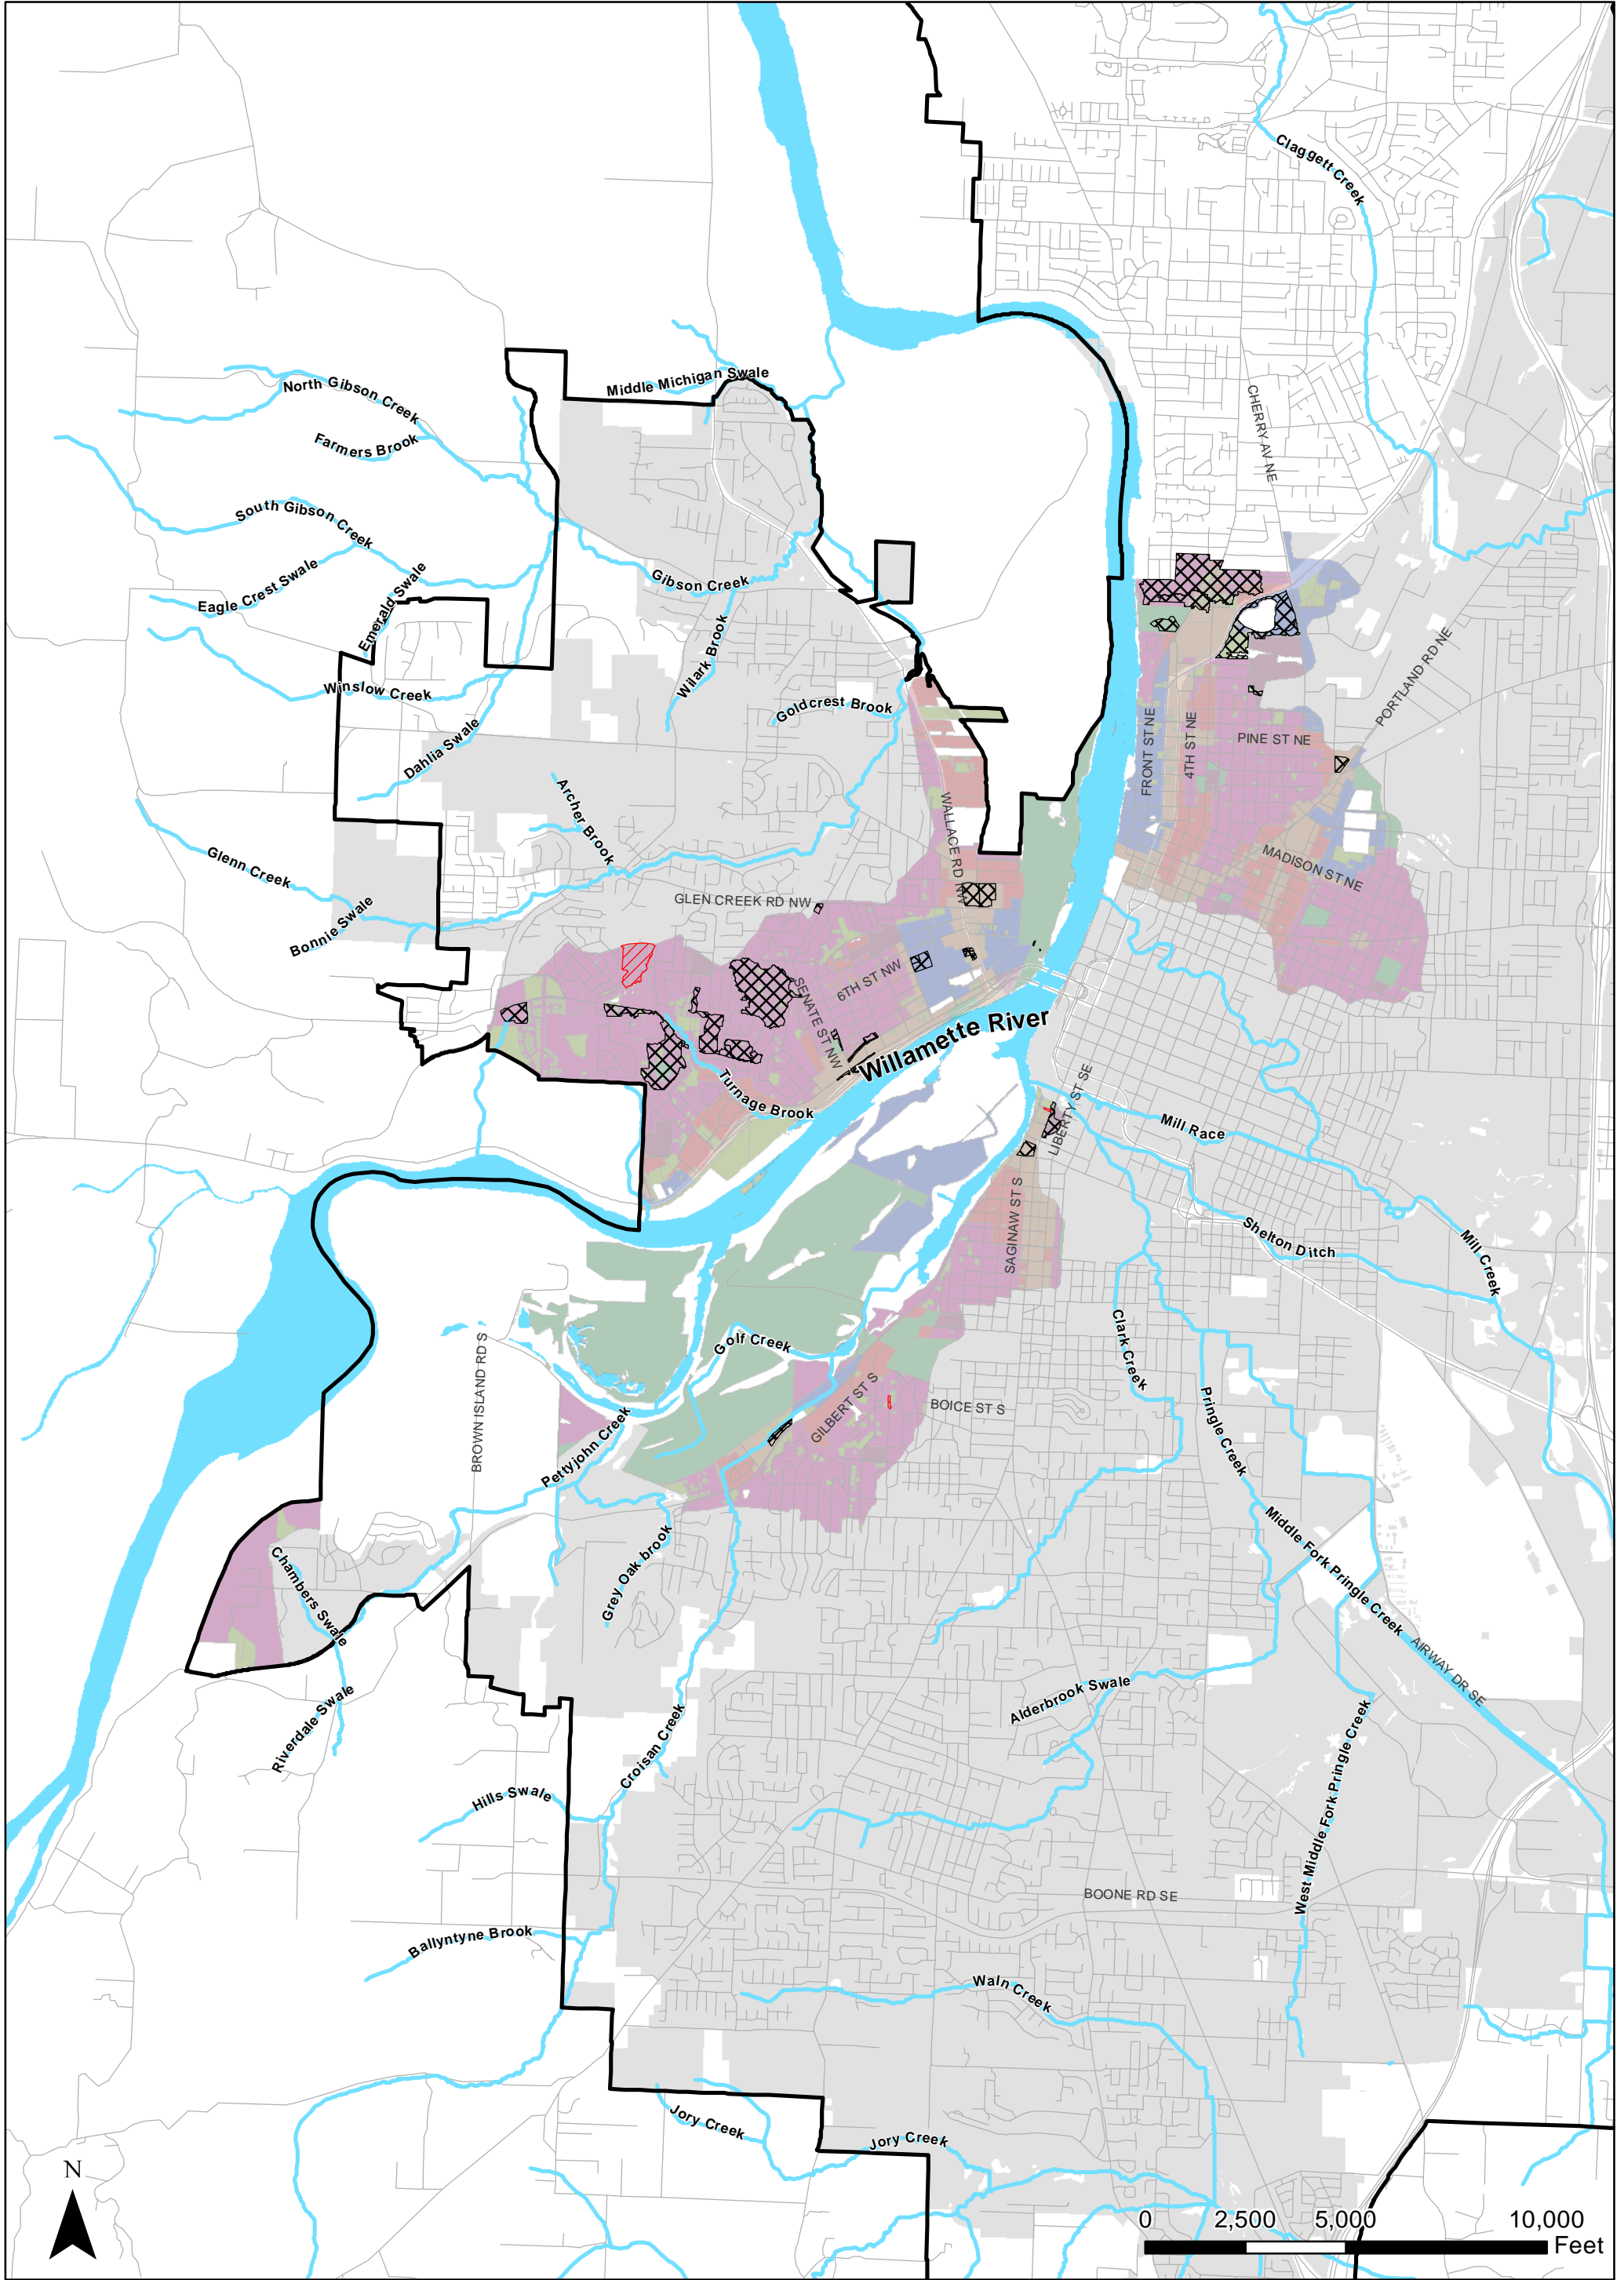 Claggett Creek
Middle Michigan Swale
North Gibson Creek
CHERRY AV NE
Farmers Brook
South Gibson Creek
Gibson Creek
Eagle Crest Swale
Emerald Swale
Wilark Brook
PORTLAND RD NE
Winslow Creek
Goldcrest Brook
FRONT ST NE
4TH ST NE
PINE ST NE
Dahlia Swale
Archer Brook
WALLACE RD NW
Glenn Creek
MADISON ST NE
GLEN CREEK RD NW
Bonnie Swale
6TH ST NW
SENATE ST NW
Willamette River
Turnage Brook
LIBERTY ST SE
Mill Race
SAGINAW ST S
Shelton Ditch
Mill Creek
Golf Creek
Clark Creek
BROWN ISLAND RD S
GILBERT ST S
BOICE ST S
Pringle Creek
Pettyjohn Creek
Middle Fork Pringle Creek
Grey Oak brook
Chambers Swale
AIRWAY DR SE
Alderbrook Swale
Riverdale Swale
Croisan Creek
West Middle Fork Pringle Creek
Hills Swale
BOONE RD SE
Ballyntyne Brook
Waln Creek
Jory Creek
Jory Creek
N
0 2,500 5,000 10,000
Feet